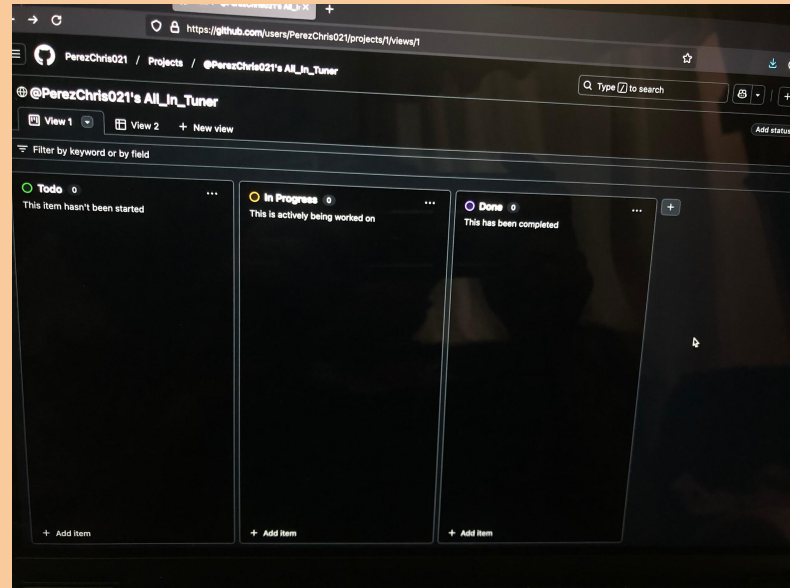 https://github.com/users/PerezChris021/projects/1/views/1
PerezChris021 / Projects / @PerezChris021's All_In_Tuner
Type / to search
@PerezChris021's All_In_Tuner
Add status
View 1
View 2
+ New view
Filter by keyword or by field
Todo 0
This item hasn't been started
In Progress 0
This is actively being worked on
Done 0
This has been completed
+ Add item
+ Add item
+ Add item